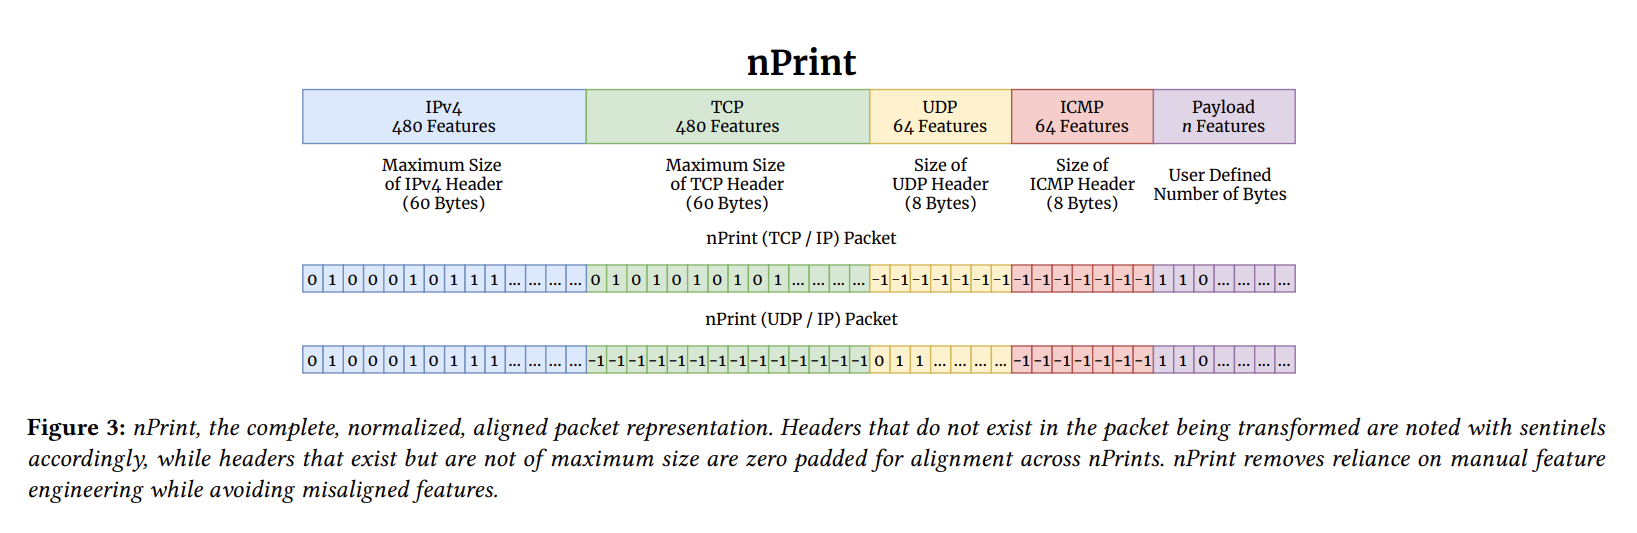 nPrint
IPv4 TCP UDP ICMP Payload
480 Features 480 Features 64 Features 64 Features n Features
Maximum Size of IPv4 Header (60 Bytes)
Maximum Size of TCP Header (60 Bytes)
Size of UDP Header (8 Bytes)
Size of ICMP Header (8 Bytes)
User Defined Number of Bytes
nPrint (TCP / IP) Packet
0 1 0 0 0 1 0 1 1 1 ... ... ... ... 0 1 0 1 0 1 0 1 0 1 ... ... ... ... -1 -1 -1 -1 -1 -1 -1 -1 -1 -1 -1 -1 -1 -1 1 1 0 ... ... ... ...
nPrint (UDP / IP) Packet
0 1 0 0 0 1 0 1 1 1 ... ... ... ... -1 -1 -1 -1 -1 -1 -1 -1 -1 -1 -1 -1 -1 -1 0 1 1 ... ... ... ... -1 -1 -1 -1 -1 -1 -1 1 1 0 ... ... ... ...
Figure 3: nPrint, the complete, normalized, aligned packet representation. Headers that do not exist in the packet being transformed are noted with sentinels
accordingly, while headers that exist but are not of maximum size are zero padded for alignment across nPrints. nPrint removes reliance on manual feature
engineering while avoiding misaligned features.